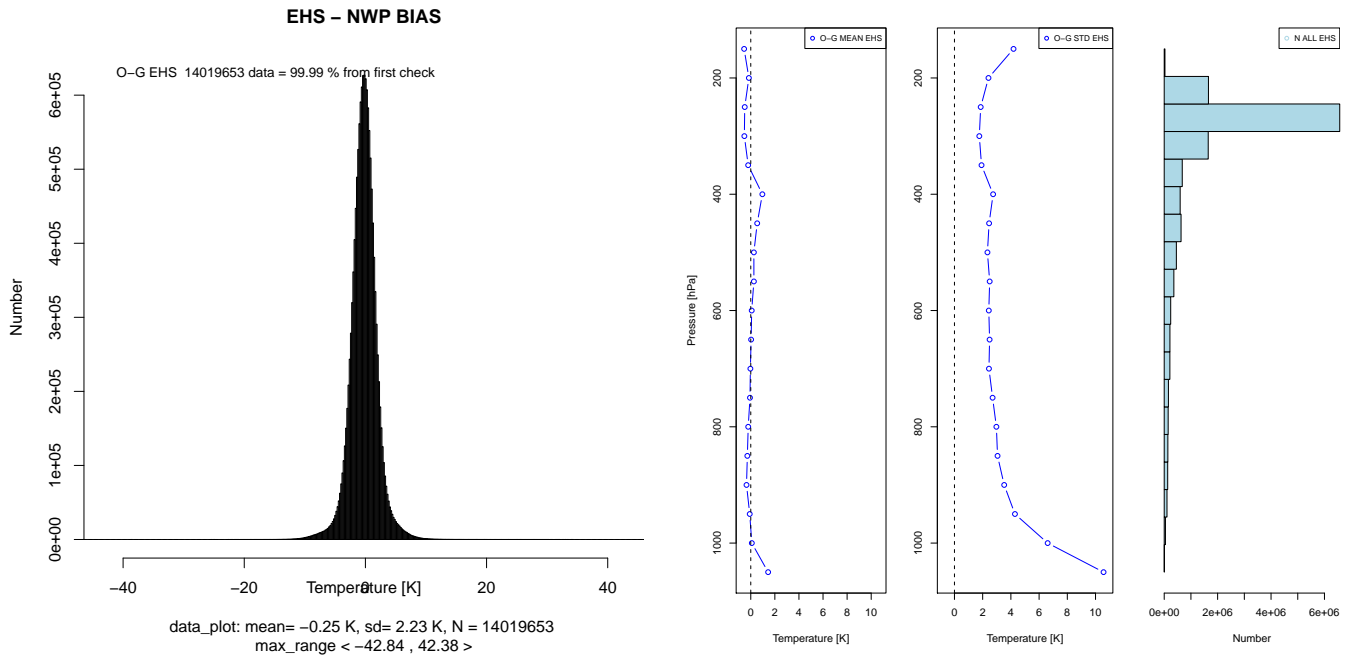 EHS − NWP BIAS
O−G EHS 14019653 data = 99.99 % from first check
Number
0e+00
1e+05
2e+05
3e+05
4e+05
5e+05
6e+05
−40
−20
0
20
40
Temperature [K]
data_plot: mean= −0.25 K, sd= 2.23 K, N = 14019653
max_range < −42.84 , 42.38 >
O−G MEAN EHS
Pressure [hPa]
200
400
600
800
1000
0 2 4 6 8 10
Temperature [K]
O−G STD EHS
200
400
600
800
1000
0 2 4 6 8 10
Temperature [K]
N ALL EHS
0e+00 2e+06 6e+06
Number